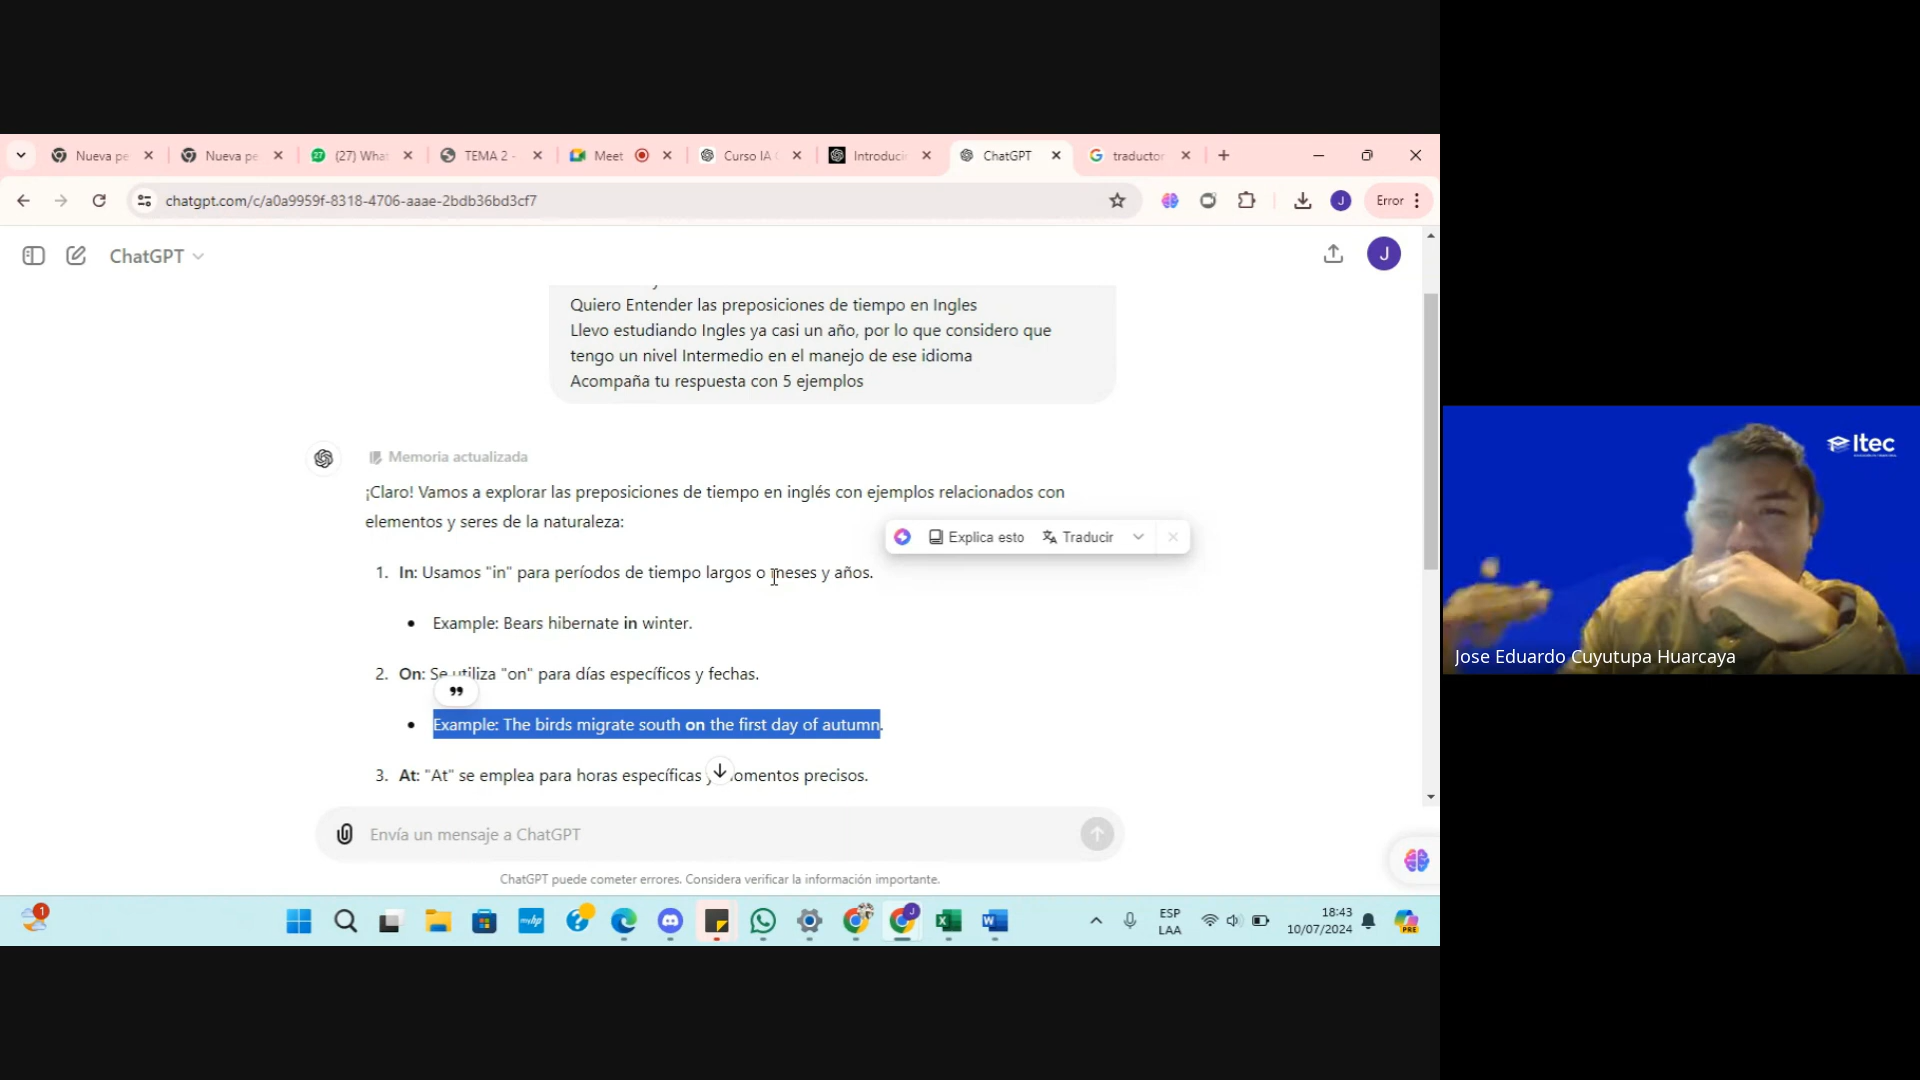 Nueva pe
Nueva pe
27
(27) What
TEMA 2 -
Meet
Curso IA
Introducci
ChatGPT
traductor
chatgpt.com/c/a0a9959f-8318-4706-aaae-2bdb36bd3cf7
J
Error
ChatGPT
J
Quiero Entender las preposiciones de tiempo en Ingles
Llevo estudiando Ingles ya casi un año, por lo que considero que
tengo un nivel Intermedio en el manejo de ese idioma
Acompaña tu respuesta con 5 ejemplos
Memoria actualizada
¡Claro! Vamos a explorar las preposiciones de tiempo en inglés con ejemplos relacionados con
elementos y seres de la naturaleza:
Explica esto Traducir
1. In: Usamos "in" para períodos de tiempo largos o meses y años.
• Example: Bears hibernate in winter.
2. On: Se utiliza "on" para días específicos y fechas.
• Example: The birds migrate south on the first day of autumn.
3. At: "At" se emplea para horas específicas y momentos precisos.
Envía un mensaje a ChatGPT
ChatGPT puede cometer errores. Considera verificar la información importante.
Itec
Jose Eduardo Cuyutupa Huarcaya
1
myhp
J
ESP
LAA
18:43
10/07/2024
PRE